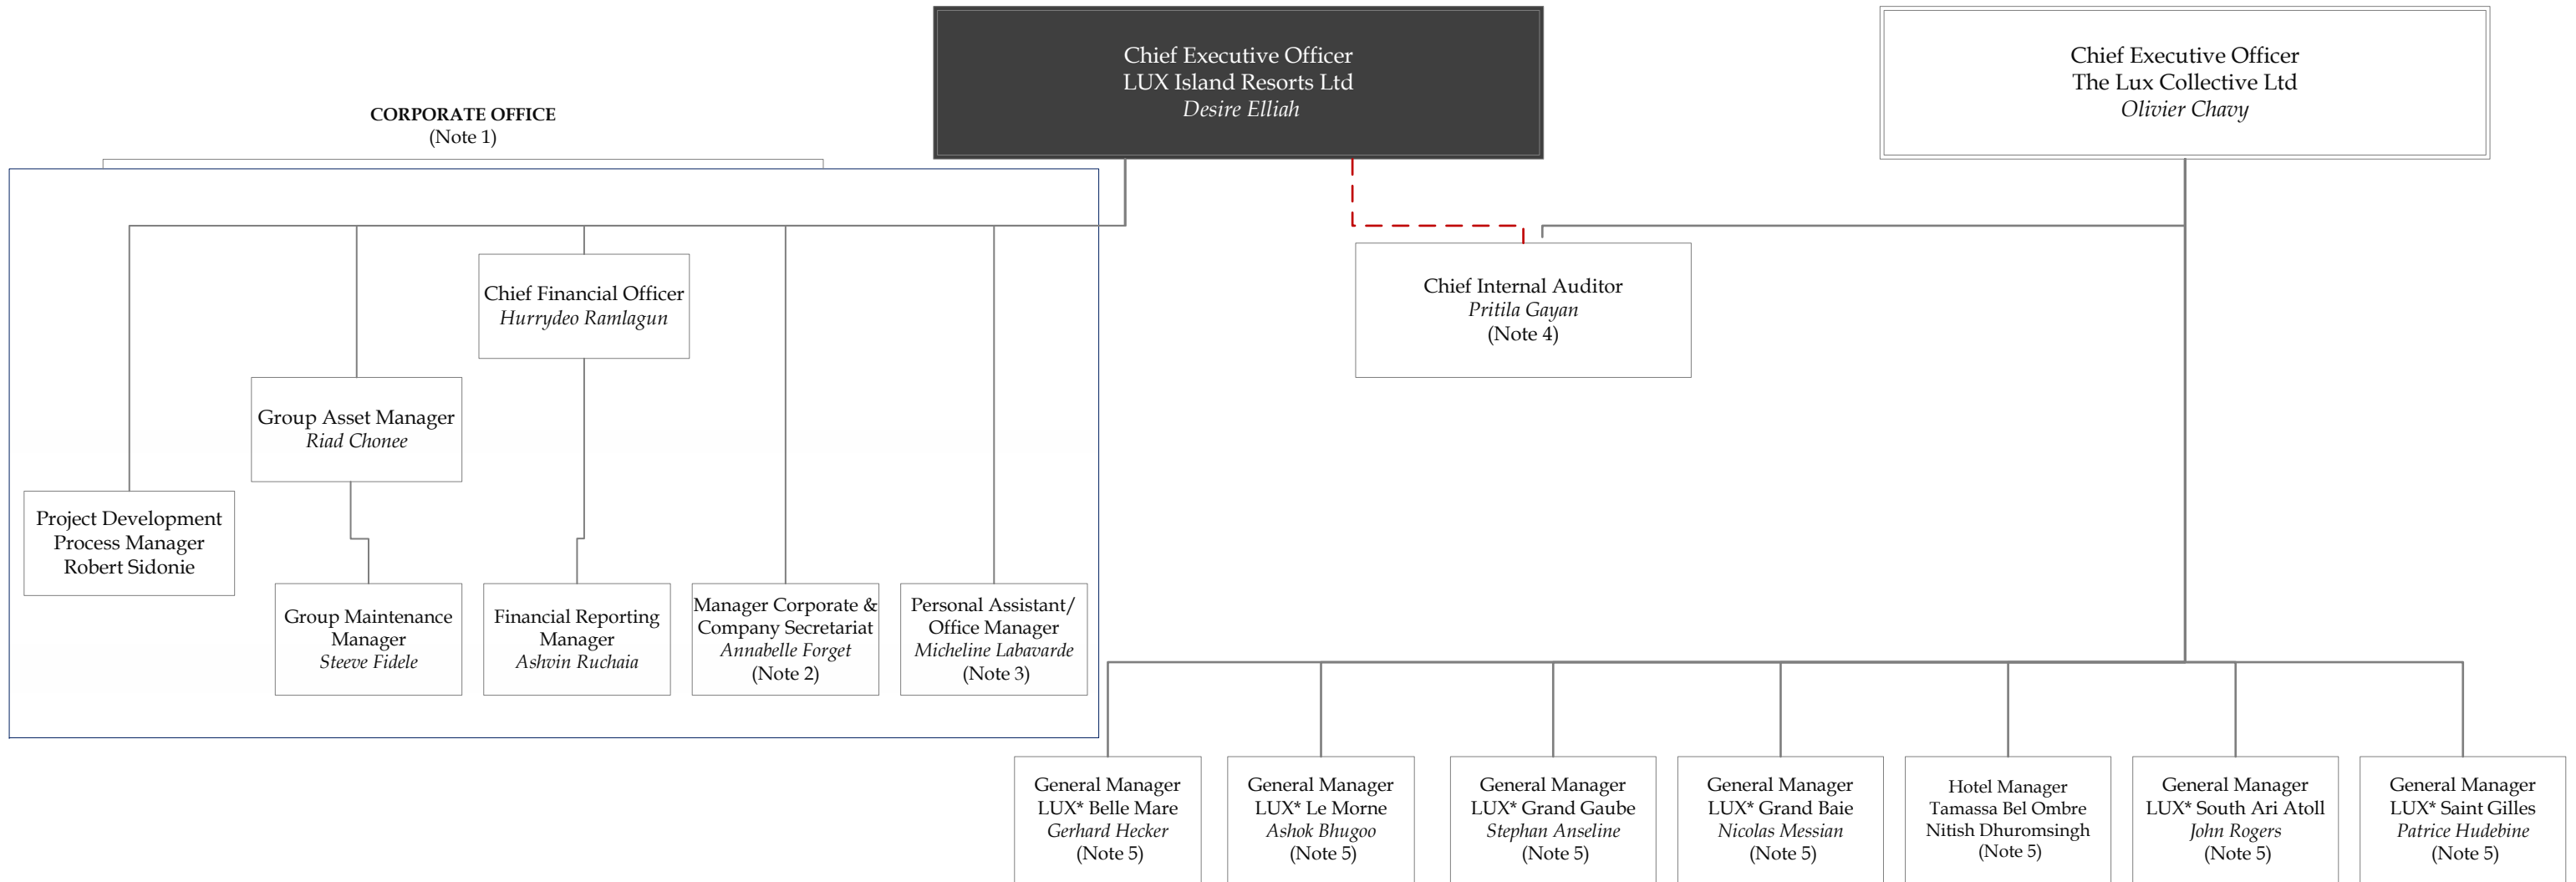 Chief Executive Officer
LUX Island Resorts Ltd
Desire Elliah
Chief Executive Officer
The Lux Collective Ltd
Olivier Chavy
CORPORATE OFFICE
(Note 1)
Chief Internal Auditor
Pritila Gayan
(Note 4)
Chief Financial Officer
Hurrydeo Ramlagun
Group Asset Manager
Riad Chonee
Project Development
Process Manager
Robert Sidonie
Group Maintenance
Manager
Steeve Fidele
Financial Reporting
Manager
Ashvin Ruchaia
Manager Corporate &
Company Secretariat
Annabelle Forget
(Note 2)
Personal Assistant/
Office Manager
Micheline Labavarde
(Note 3)
General Manager
LUX* Belle Mare
Gerhard Hecker
(Note 5)
General Manager
LUX* Le Morne
Ashok Bhugoo
(Note 5)
General Manager
LUX* Grand Gaube
Stephan Anseline
(Note 5)
General Manager
LUX* Grand Baie
Nicolas Messian
(Note 5)
Hotel Manager
Tamassa Bel Ombre
Nitish Dhuromsingh
(Note 5)
General Manager
LUX* South Ari Atoll
John Rogers
(Note 5)
General Manager
LUX* Saint Gilles
Patrice Hudebine
(Note 5)